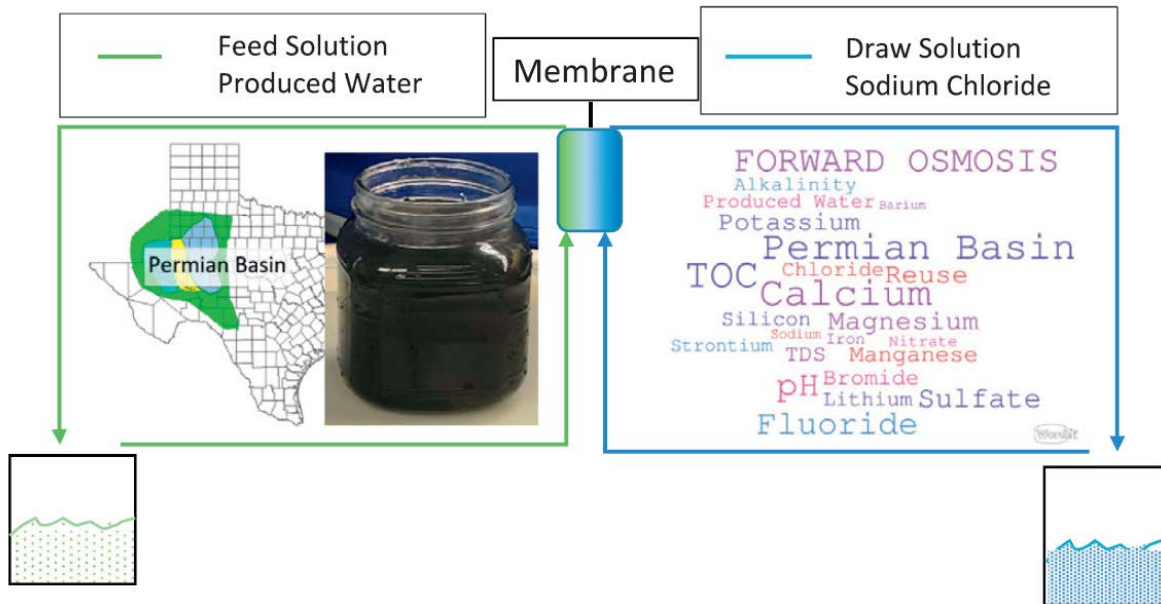 Feed Solution
Produced Water
Membrane
Draw Solution
Sodium Chloride
Permian Basin
FORWARD OSMOSIS
Alkalinity
Produced Water Barium
Potassium
Permian Basin
TOC Chloride Reuse
Calcium
Silicon Magnesium
Sodium Iron Nitrate
Strontium TDS Manganese
pH Bromide
Lithium Sulfate
Fluoride